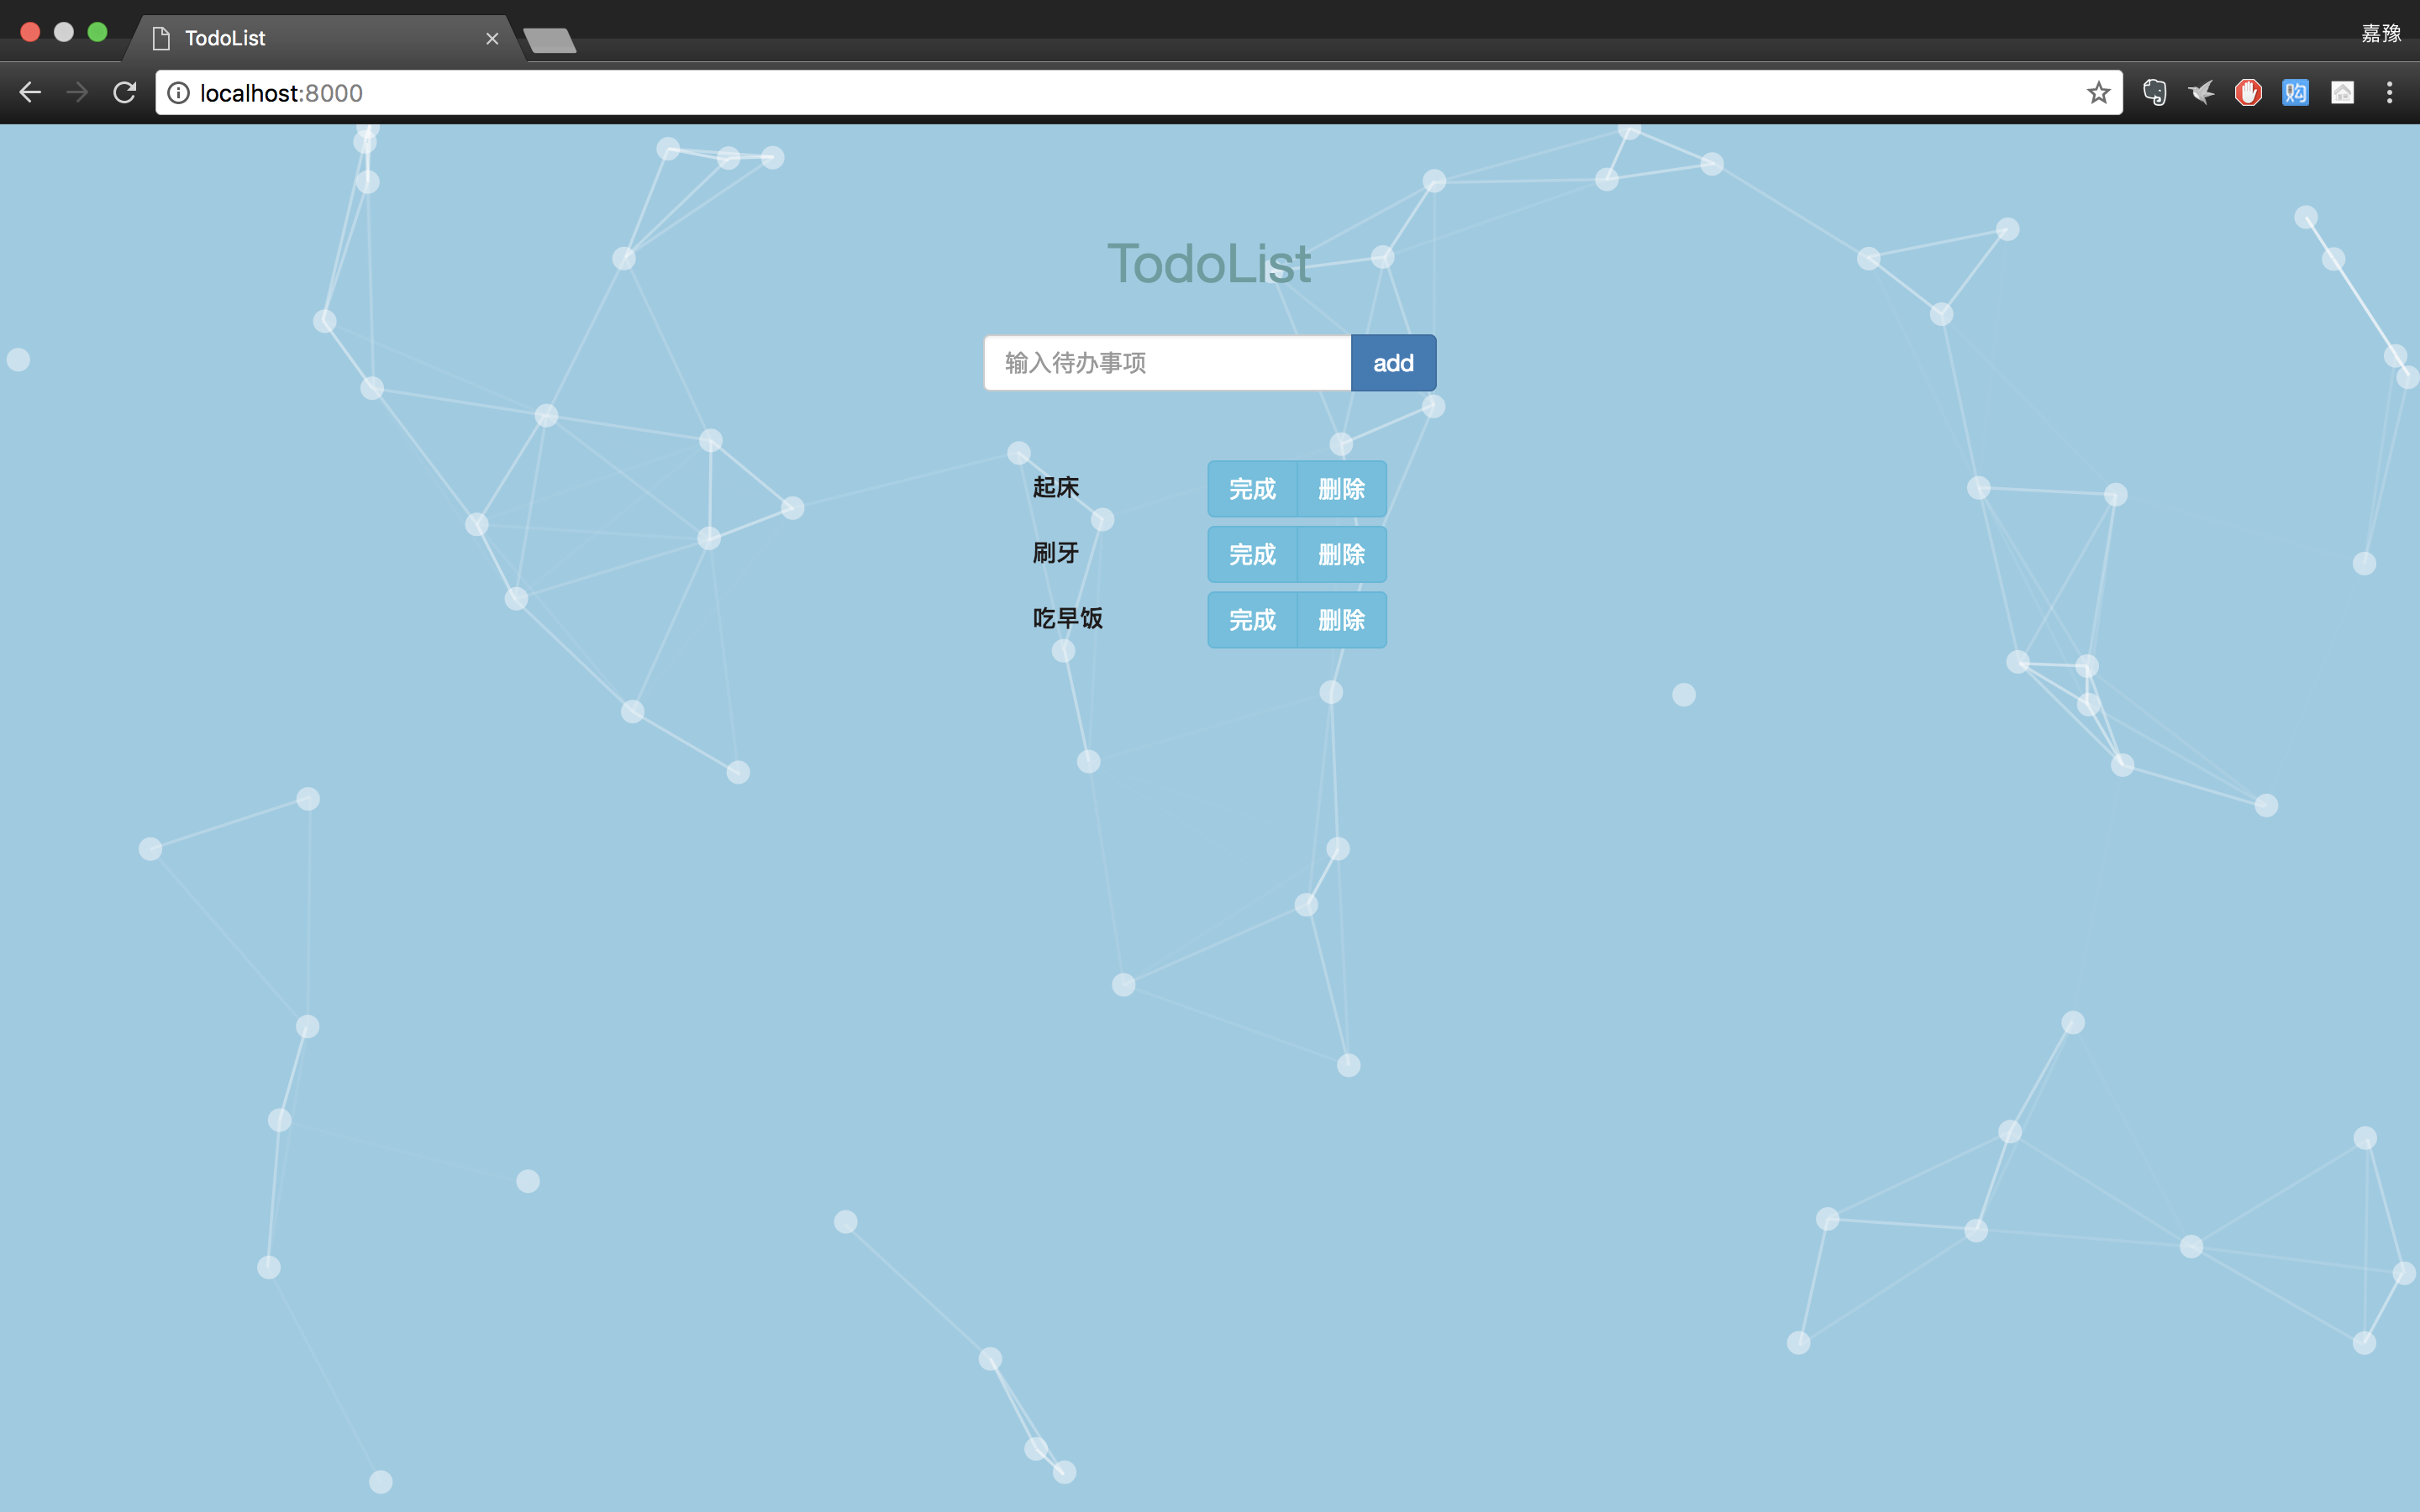 TodoList
嘉豫
localhost:8000
购
TodoList
输入待办事项 add
起床 完成 删除
刷牙 完成 删除
吃早饭 完成 删除